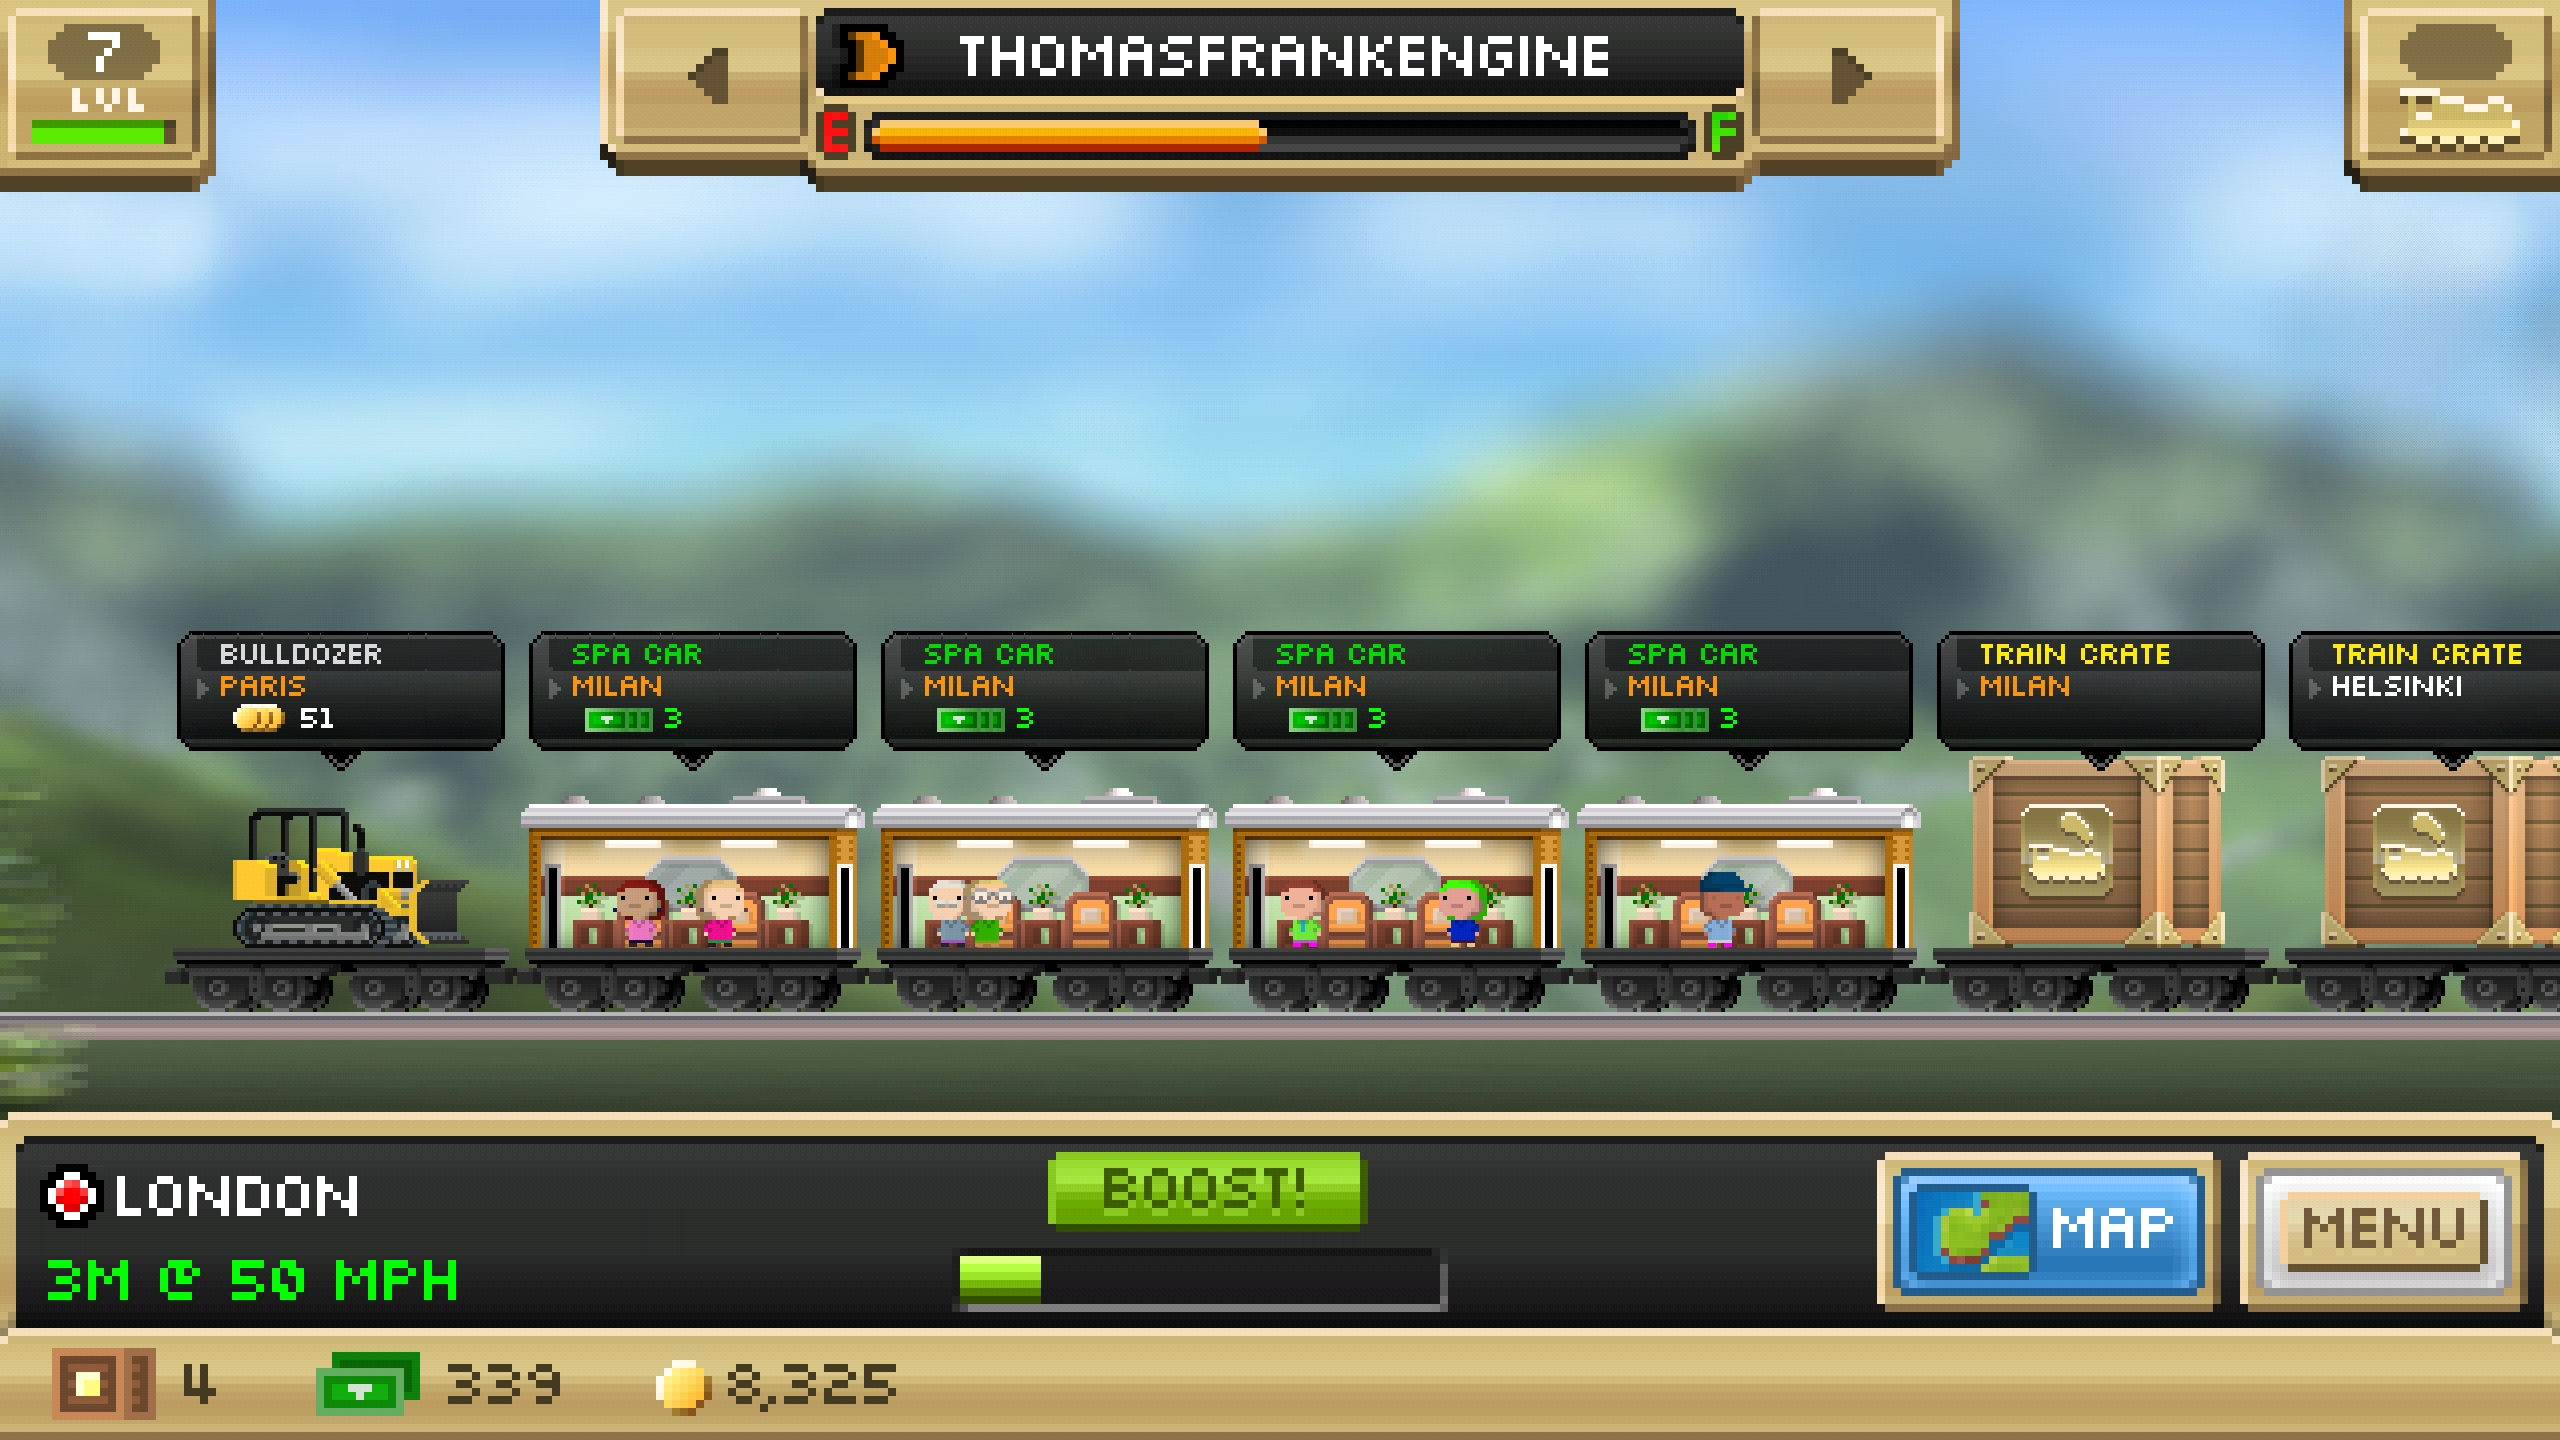 7
LVL
THOMASFRANKENGINE
E
F
BULLDOZER
PARIS
51
SPA CAR
MILAN
3
SPA CAR
MILAN
3
SPA CAR
MILAN
3
SPA CAR
MILAN
3
TRAIN CRATE
MILAN
TRAIN CRATE
HELSINKI
LONDON
3M @ 50 MPH
BOOST!
MAP
MENU
4
339
8,325